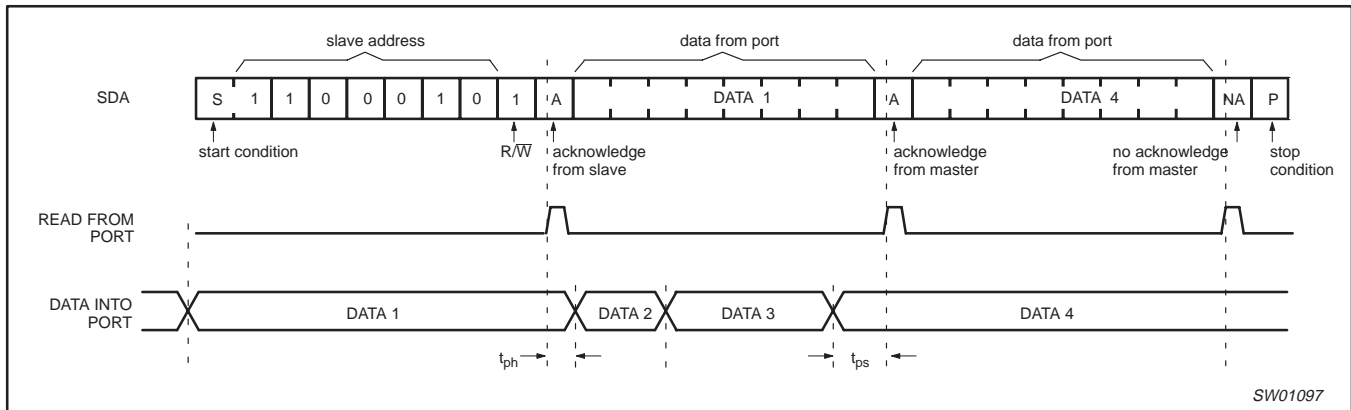 slave address data from port data from port
SDA S 1 1 0 0 0 1 0 1 A DATA 1 A DATA 4 NA P
start condition R/W̅ acknowledge from slave acknowledge from master no acknowledge from master stop condition
READ FROM PORT
DATA INTO PORT DATA 1 DATA 2 DATA 3 DATA 4
tph tps
SW01097